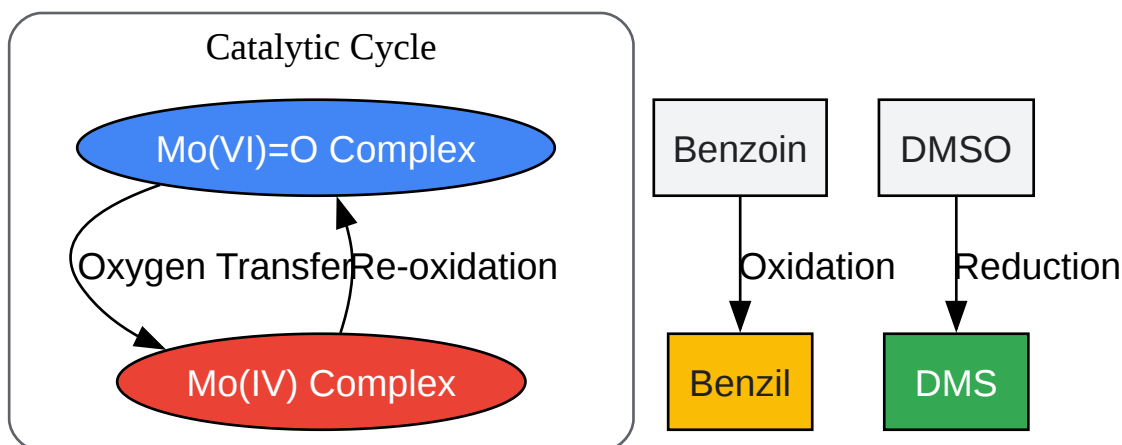 Catalytic Cycle
Mo(VI)=O Complex
Benzoin
DMSO
Oxygen Transfer
Re-oxidation
Oxidation
Reduction
Mo(IV) Complex
Benzil
DMS